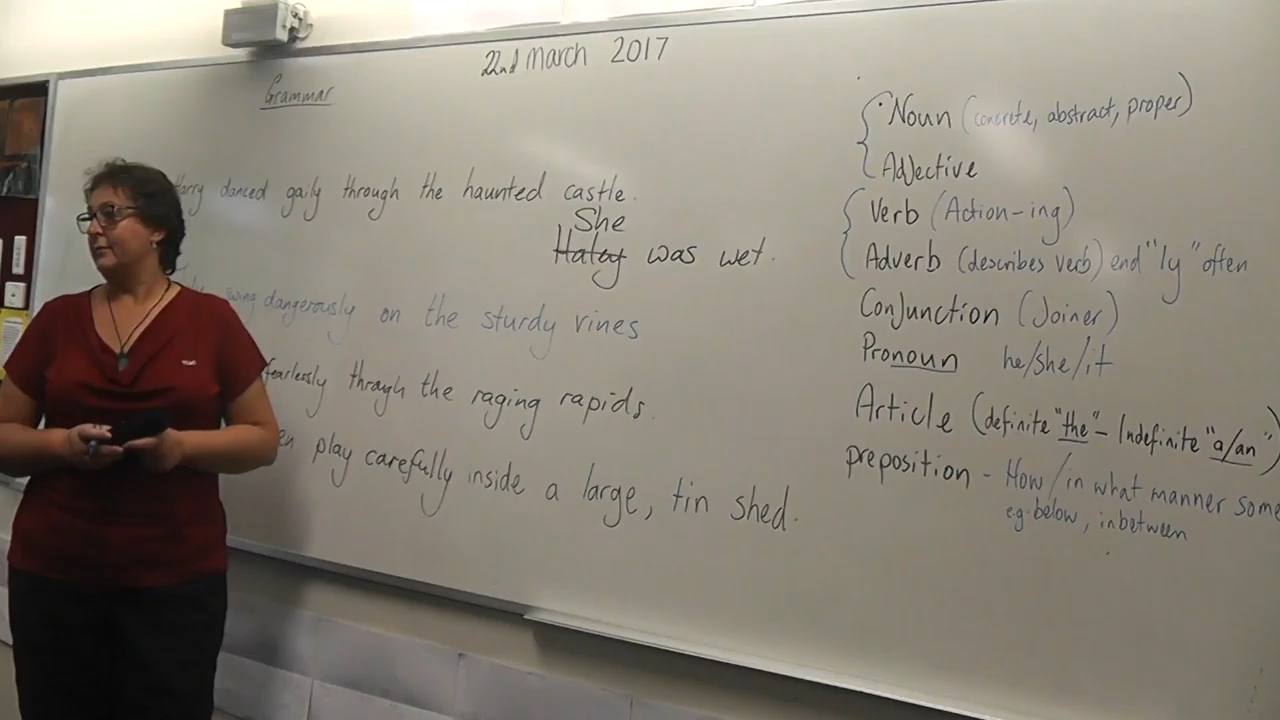 22nd March 2017
Grammar
Harry danced gaily through the haunted castle.
She
Haley was wet.
swing dangerously on the sturdy vines
fearlessly through the raging rapids.
play carefully inside a large, tin shed.
Noun (concrete, abstract, proper)
Adjective
Verb (Action-ing)
Adverb (describes verb) end "ly" often
Conjunction (Joiner)
Pronoun he/she/it
Article (definite "the" - Indefinite "a/an")
preposition - How/in what manner some
e.g. below, inbetween